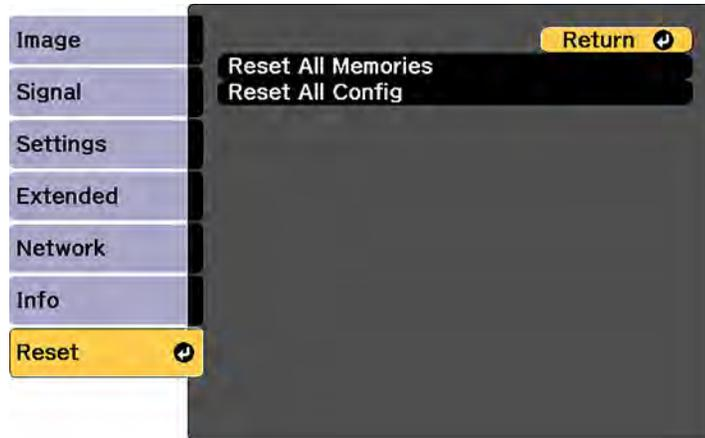 Image
Signal
Settings
Extended
Network
Info
Reset
Return
Reset All Memories
Reset All Config